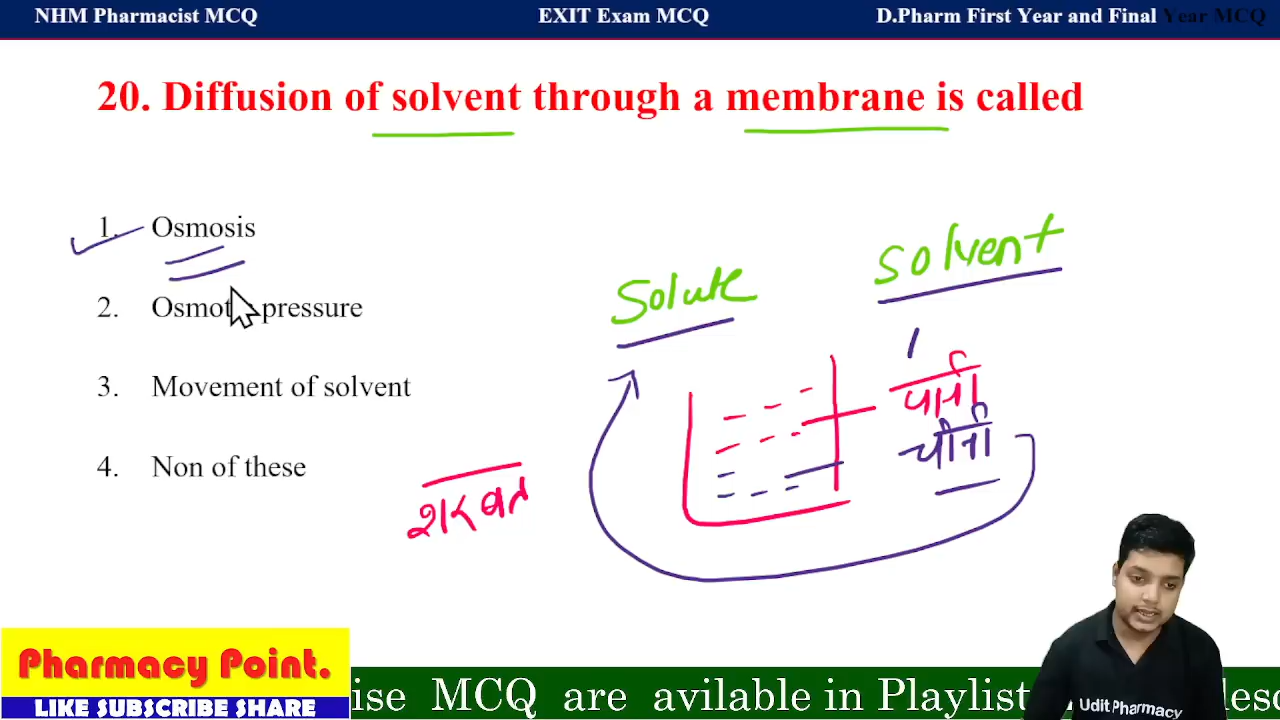 NHM Pharmacist MCQ EXIT Exam MCQ D.Pharm First Year and Final Year MCQ
20. Diffusion of solvent through a membrane is called
1. Osmosis
Solvent
Solute
2. Osmot pressure
पानी
3. Movement of solvent
चीनी
4. Non of these
शरबत
Pharmacy Point.
LIKE SUBSCRIBE SHARE
ise MCQ are avilable in Playlist
Udit Pharmacy